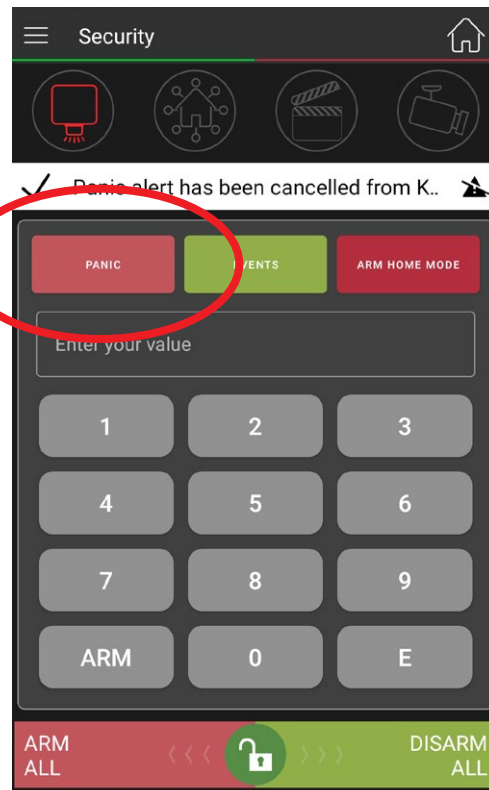 Security
Panic alert has been cancelled from K..
PANIC
EVENTS
ARM HOME MODE
Enter your value
1 2 3
4 5 6
7 8 9
ARM 0 E
ARM ALL
DISARM ALL